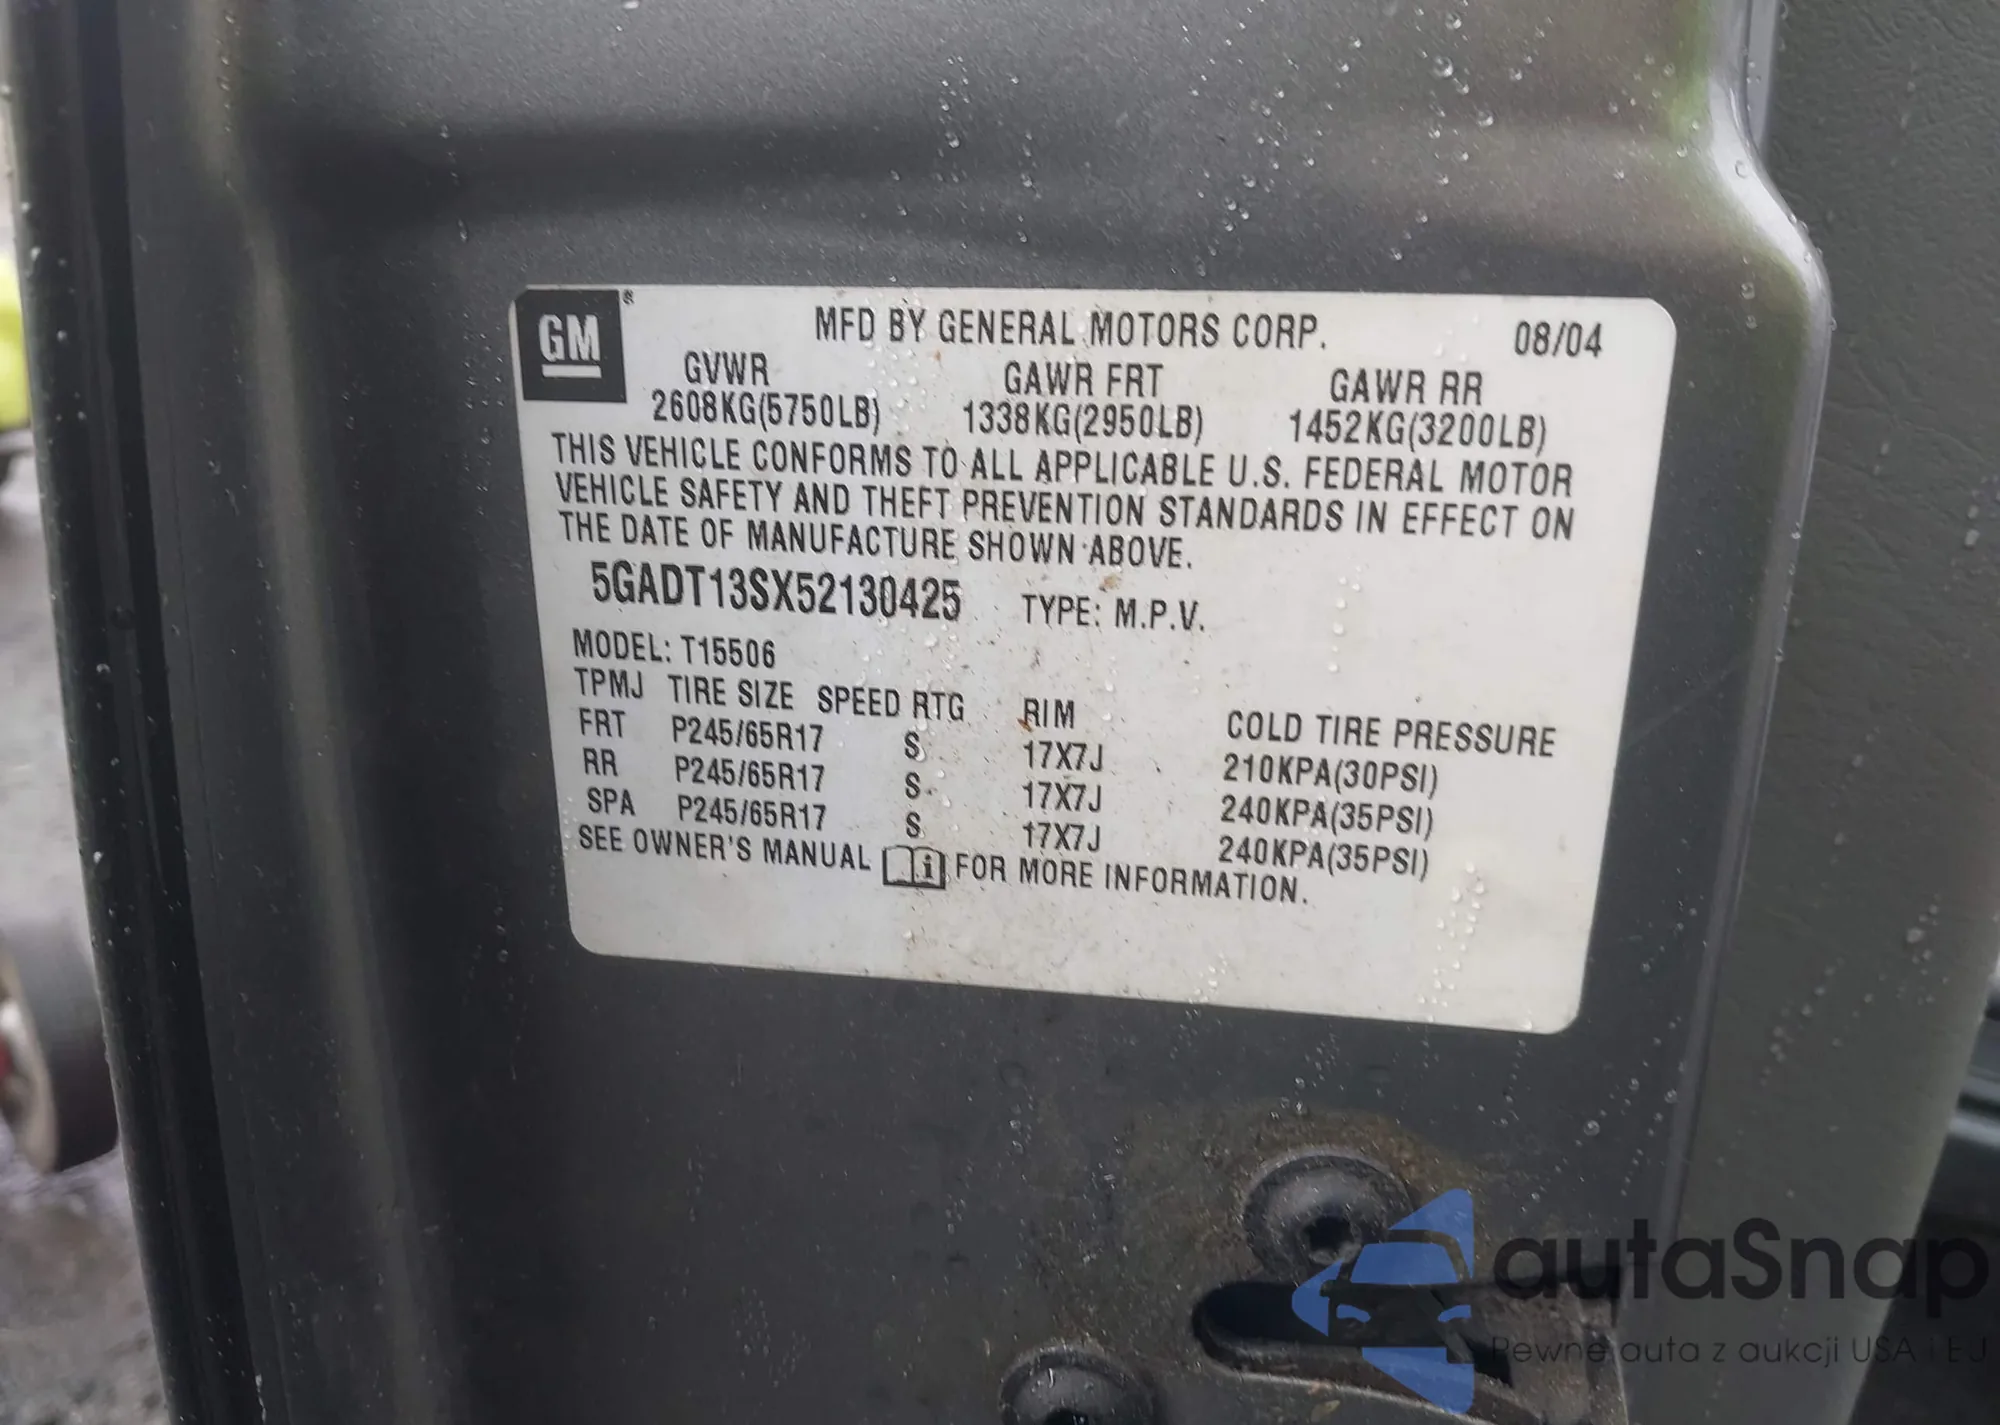 GM®
MFD BY GENERAL MOTORS CORP. 08/04
GVWR GAWR FRT GAWR RR
2608KG(5750LB) 1338KG(2950LB) 1452KG(3200LB)
THIS VEHICLE CONFORMS TO ALL APPLICABLE U.S. FEDERAL MOTOR
VEHICLE SAFETY AND THEFT PREVENTION STANDARDS IN EFFECT ON
THE DATE OF MANUFACTURE SHOWN ABOVE.
5GADT13SX52130425 TYPE: M.P.V.
MODEL: T15506
TPMJ TIRE SIZE SPEED RTG RIM COLD TIRE PRESSURE
FRT P245/65R17 S 17X7J 210KPA(30PSI)
RR P245/65R17 S 17X7J 240KPA(35PSI)
SPA P245/65R17 S 17X7J 240KPA(35PSI)
SEE OWNER'S MANUAL FOR MORE INFORMATION.
autaSnap
Pewne auta z aukcji USA i EJ